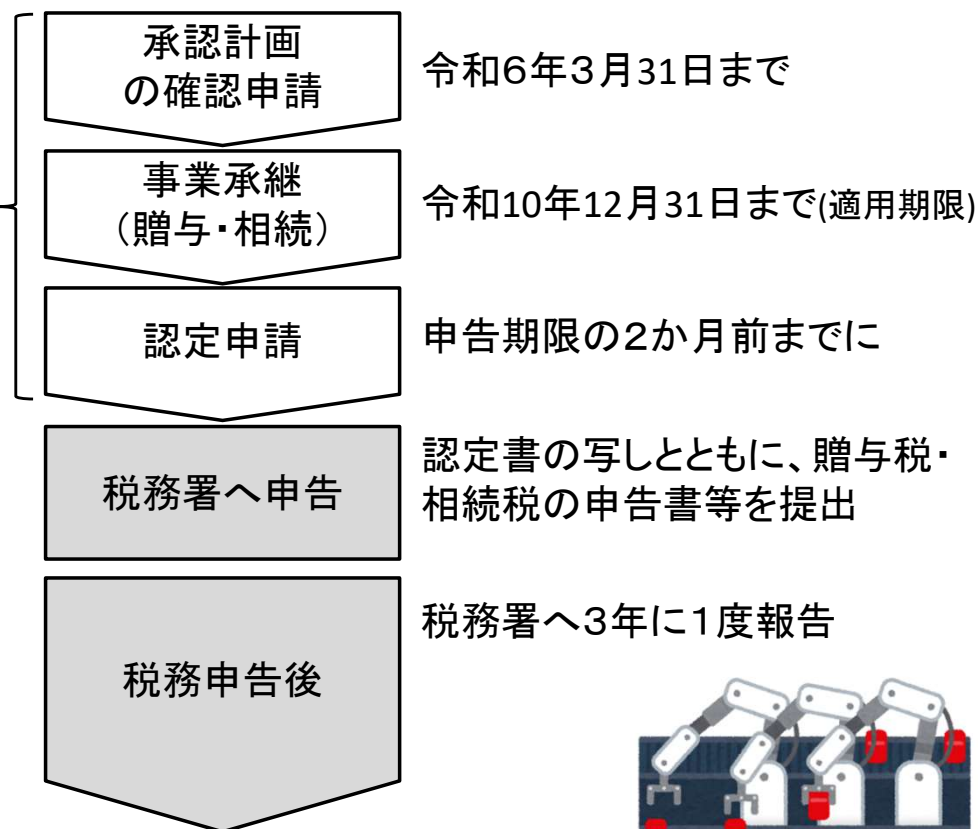 承認計画
の確認申請
令和6年3月31日まで
事業承継
(贈与・相続)
令和10年12月31日まで(適用期限)
認定申請
申告期限の2か月前までに
税務署へ申告
認定書の写しとともに、贈与税・
相続税の申告書等を提出
税務申告後
税務署へ3年に1度報告